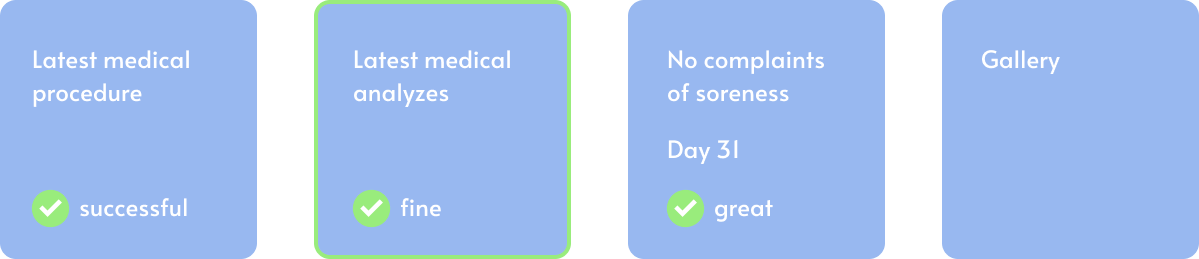 Latest medical
procedure
successful
Latest medical
analyzes
fine
No complaints
of soreness
Day 31
great
Gallery